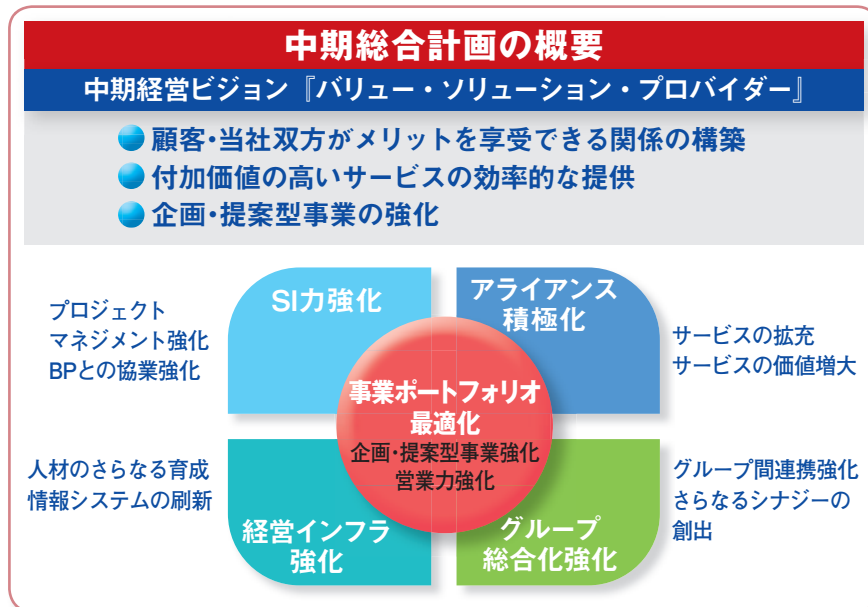 中期総合計画の概要
中期経営ビジョン『バリュー・ソリューション・プロバイダー』
顧客・当社双方がメリットを享受できる関係の構築
付加価値の高いサービスの効率的な提供
企画・提案型事業の強化
プロジェクト
マネジメント強化
BPとの協業強化
SI力強化
アライアンス
積極化
サービスの拡充
サービスの価値増大
事業ポートフォリオ
最適化
企画・提案型事業強化
営業力強化
人材のさらなる育成
情報システムの刷新
経営インフラ
強化
グループ
総合化強化
グループ間連携強化
さらなるシナジーの
創出